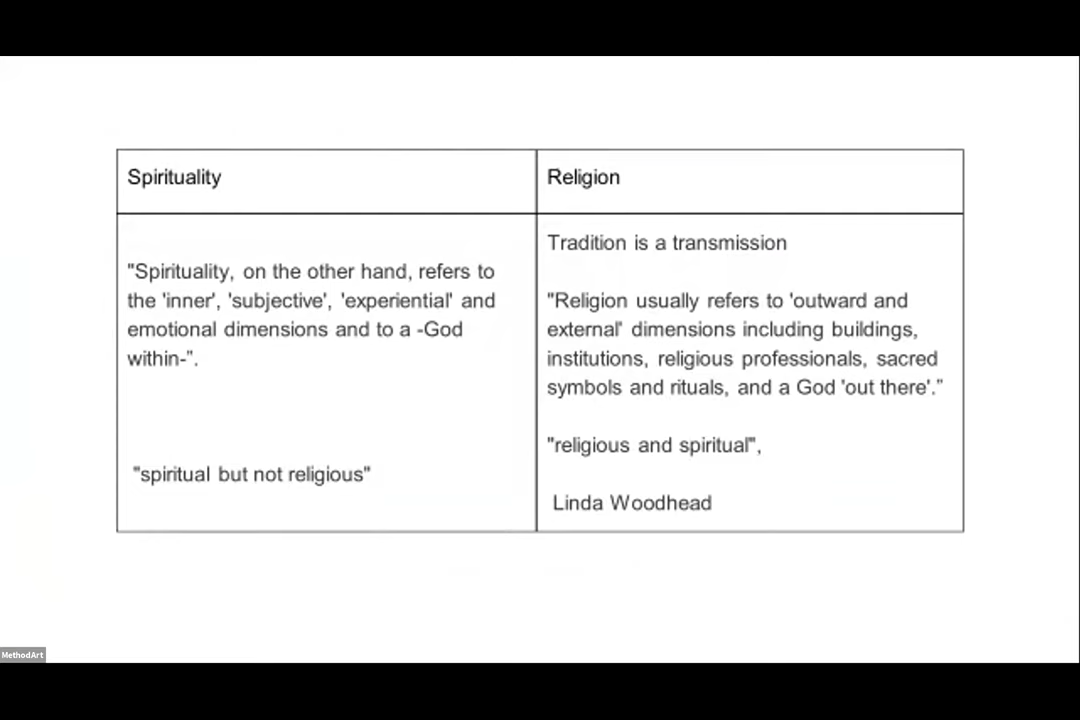 Spirituality
Religion
"Spirituality, on the other hand, refers to
the 'inner', 'subjective', 'experiential' and
emotional dimensions and to a -God
within-".
"spiritual but not religious"
Tradition is a transmission
"Religion usually refers to 'outward and
external' dimensions including buildings,
institutions, religious professionals, sacred
symbols and rituals, and a God 'out there'."
"religious and spiritual",
Linda Woodhead
MethodArt